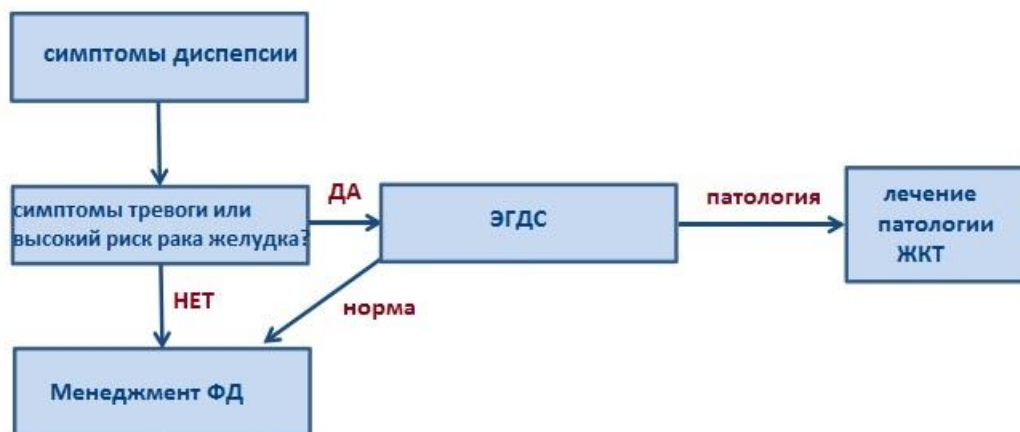 симптомы диспепсии
симптомы тревоги или
высокий риск рака желудка?
ДА
ЭГДС
патология
лечение
патологии
ЖКТ
НЕТ
норма
Менеджмент ФД